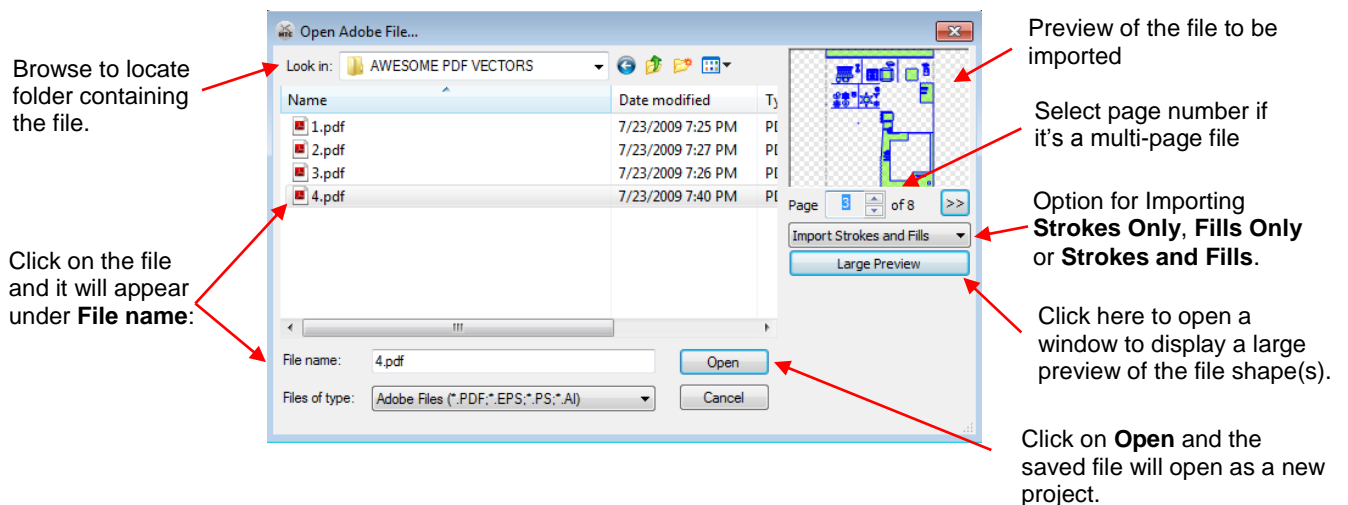 Open Adobe File...
Look in: AWESOME PDF VECTORS
Name Date modified Ty
1.pdf 7/23/2009 7:25 PM PI
2.pdf 7/23/2009 7:27 PM PI
3.pdf 7/23/2009 7:26 PM PI
4.pdf 7/23/2009 7:40 PM PI
Page 3 of 8 >>
Import Strokes and Fills
Large Preview
File name: 4.pdf
Open
Files of type: Adobe Files (*.PDF;*.EPS;*.PS;*.AI)
Cancel
Browse to locate
folder containing
the file.
Click on the file
and it will appear
under File name:
Preview of the file to be
imported
Select page number if
it's a multi-page file
Option for Importing
Strokes Only, Fills Only
or Strokes and Fills.
Click here to open a
window to display a large
preview of the file shape(s).
Click on Open and the
saved file will open as a new
project.